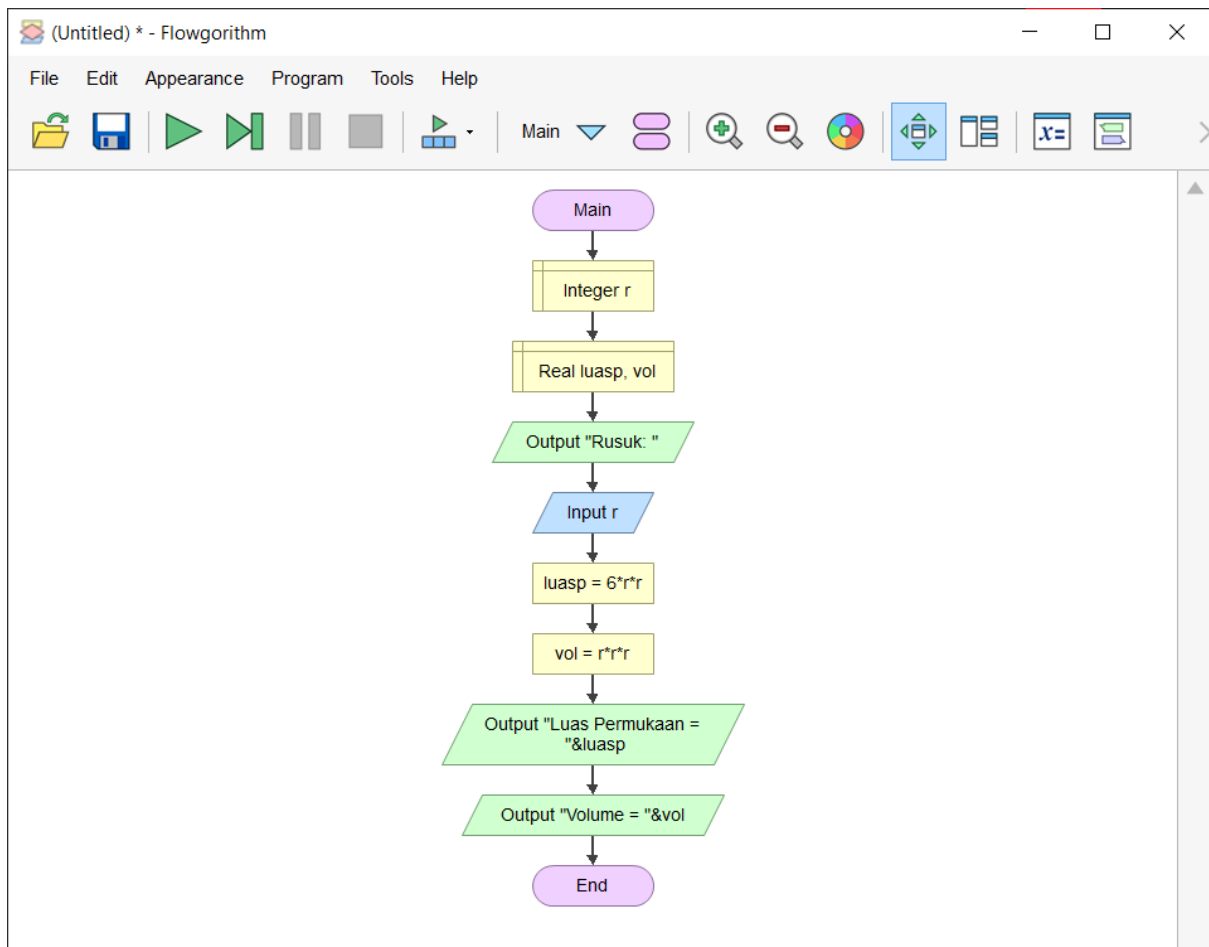 (Untitled) * - Flowgorithm
File Edit Appearance Program Tools Help
Main
x=
Main
Integer r
Real luasp, vol
Output "Rusuk: "
Input r
luasp = 6*r*r
vol = r*r*r
Output "Luas Permukaan =
"&luasp
Output "Volume = "&vol
End